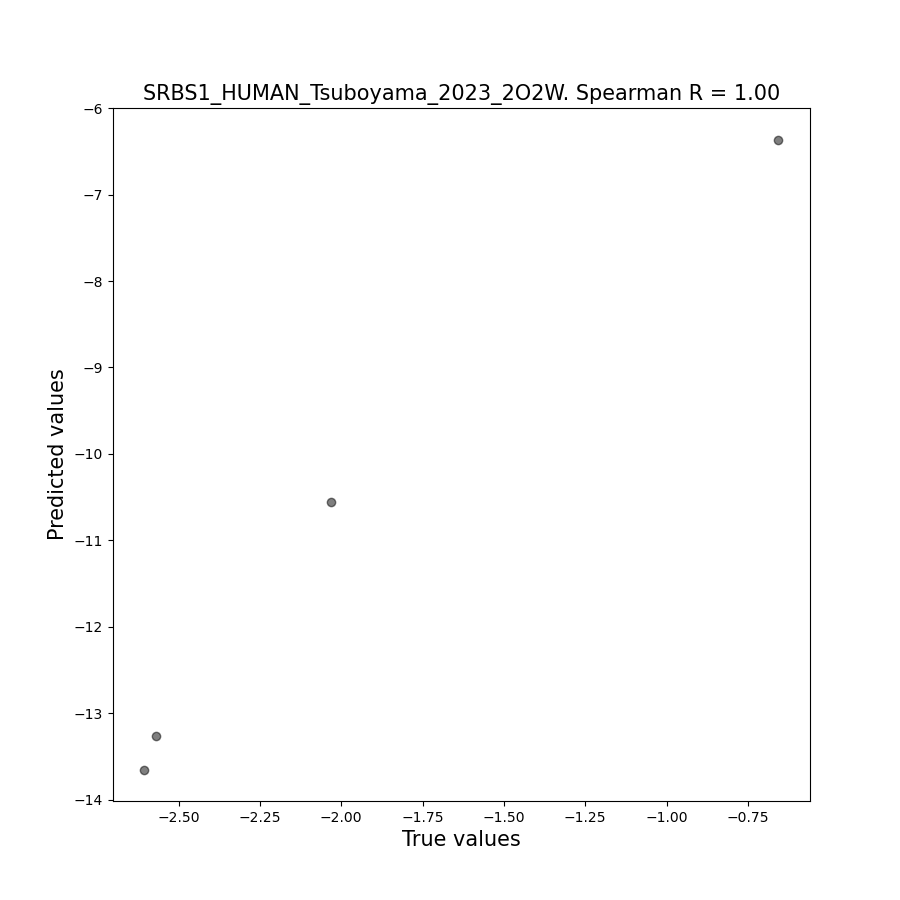 SRBS1_HUMAN_Tsuboyama_2023_2O2W. Spearman R = 1.00
−6
−7
−8
−9
−10
−11
−12
−13
−14
Predicted values
−2.50 −2.25 −2.00 −1.75 −1.50 −1.25 −1.00 −0.75
True values